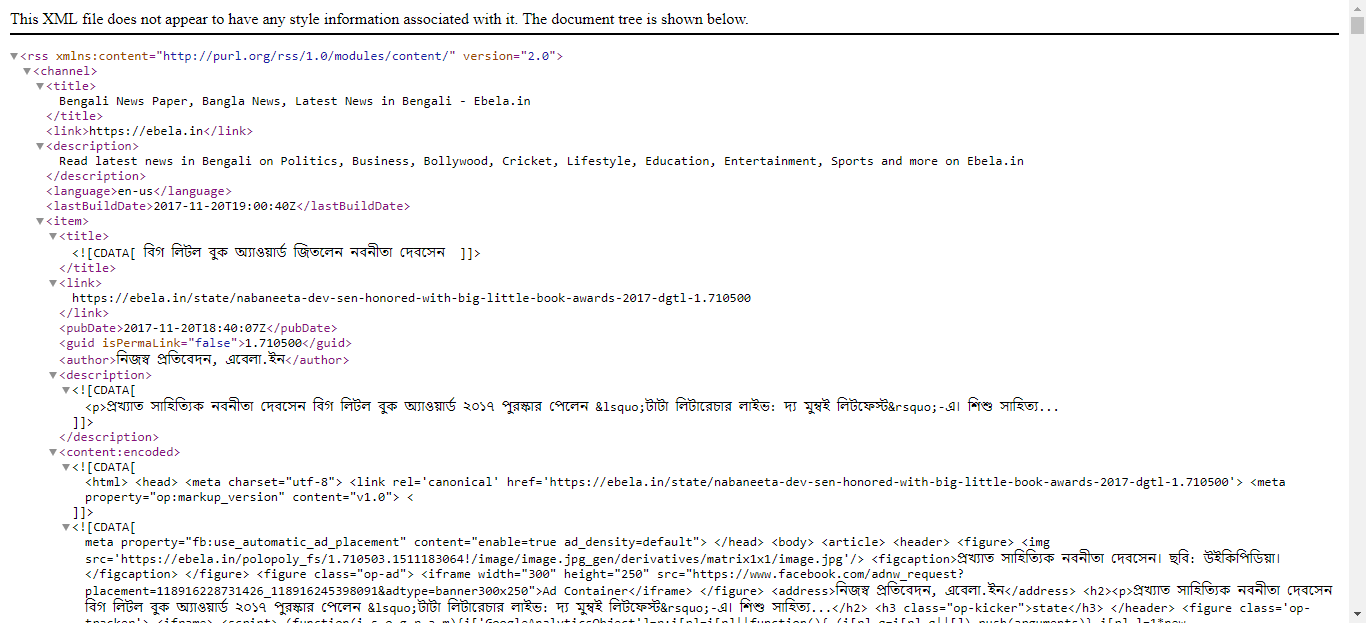 This XML file does not appear to have any style information associated with it. The document tree is shown below.
▼<rss xmlns:content="http://purl.org/rss/1.0/modules/content/" version="2.0">
▼<channel>
▼<title>
Bengali News Paper, Bangla News, Latest News in Bengali - Ebela.in
</title>
<link>https://ebela.in</link>
▼<description>
Read latest news in Bengali on Politics, Business, Bollywood, Cricket, Lifestyle, Education, Entertainment, Sports and more on Ebela.in
</description>
<language>en-us</language>
<lastBuildDate>2017-11-20T19:00:40Z</lastBuildDate>
▼<item>
▼<title>
<![CDATA[ বিগ লিটল বুক অ্যাওয়ার্ড জিতলেন নবনীতা দেবসেন ]]>
</title>
▼<link>
https://ebela.in/state/nabaneeta-dev-sen-honored-with-big-little-book-awards-2017-dgtl-1.710500
</link>
<pubDate>2017-11-20T18:40:07Z</pubDate>
<guid isPermaLink="false">1.710500</guid>
<author>নিজস্ব প্রতিবেদন, এবেলা.ইন</author>
▼<description>
▼<![CDATA[
<p>প্রখ্যাত সাহিত্যিক নবনীতা দেবসেন বিগ লিটল বুক অ্যাওয়ার্ড ২০১৭ পুরস্কার পেলেন &lsquo;টাটা লিটারেচার লাইভ: দ্য মুম্বই লিটফেস্ট&rsquo;-এ। শিশু সাহিত্য...
]]>
</description>
▼<content:encoded>
▼<![CDATA[
<html> <head> <meta charset="utf-8"> <link rel='canonical' href='https://ebela.in/state/nabaneeta-dev-sen-honored-with-big-little-book-awards-2017-dgtl-1.710500'> <meta
property="op:markup_version" content="v1.0"> <
]]>
▼<![CDATA[
meta property="fb:use_automatic_ad_placement" content="enable=true ad_density=default"> </head> <body> <article> <header> <figure> <img
src='https://ebela.in/polopoly_fs/1.710503.1511183064!/image/image.jpg_gen/derivatives/matrix1x1/image.jpg'/> <figcaption>প্রখ্যাত সাহিত্যিক নবনীতা দেবসেন। ছবি: উইকিপিডিয়া।
</figcaption> </figure> <figure class="op-ad"> <iframe width="300" height="250" src="https://www.facebook.com/adnw_request?
placement=118916228731426_118916245398091&adtype=banner300x250">Ad Container</iframe> </figure> <address>নিজস্ব প্রতিবেদন, এবেলা.ইন</address> <h2><p>প্রখ্যাত সাহিত্যিক নবনীতা দেবসেন
বিগ লিটল বুক অ্যাওয়ার্ড ২০১৭ পুরস্কার পেলেন &lsquo;টাটা লিটারেচার লাইভ: দ্য মুম্বই লিটফেস্ট&rsquo;-এ। শিশু সাহিত্য...</h2> <h3 class="op-kicker">state</h3> </header> <figure class='op-
tracker'> <iframe> <script> (function(i,s,o,g,r,a,m){i['GoogleAnalyticsObject']=r;i[r]=i[r]||function(){ (i[r].q=i[r].q||[]).push(arguments)},i[r].l=1*new